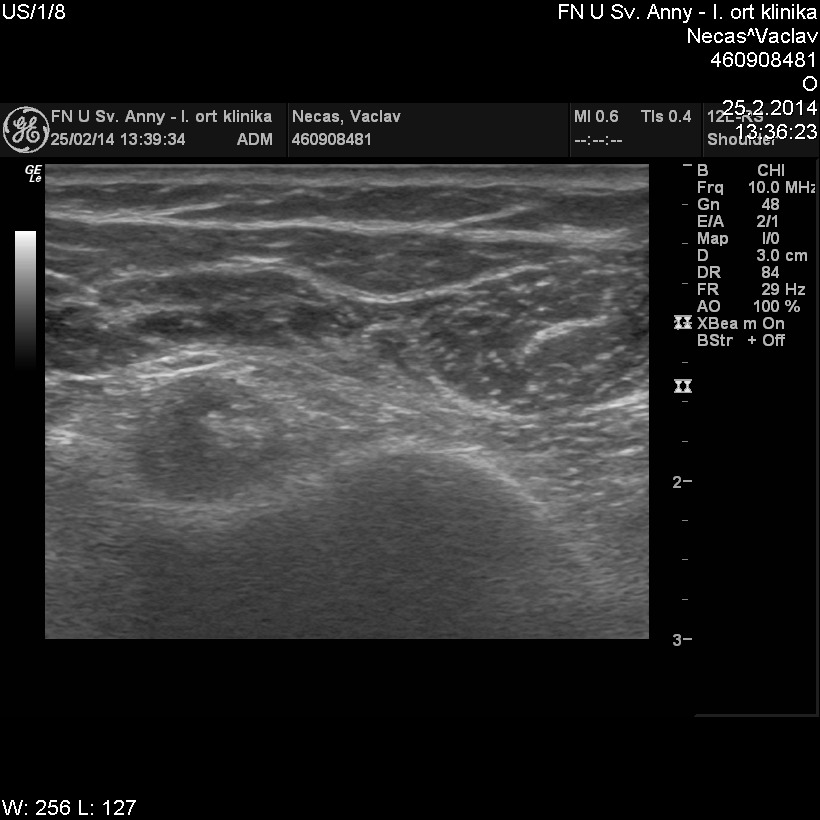 US/1/8
FN U Sv. Anny - I. ort klinika
Necas^Vaclav
460908481
O
25.2.2014
13:36:23
FN U Sv. Anny - I. ort klinika
25/02/14 13:39:34 ADM
Necas, Vaclav
460908481
MI 0.6 TIs 0.4
--:--:--
12L-RS
Shoulder
GE
Le
B CHI
Frq 10.0 MHz
Gn 48
E/A 2/1
Map I/0
D 3.0 cm
DR 84
FR 29 Hz
AO 100 %
XBeam On
BStr + Off
2
3
W: 256 L: 127